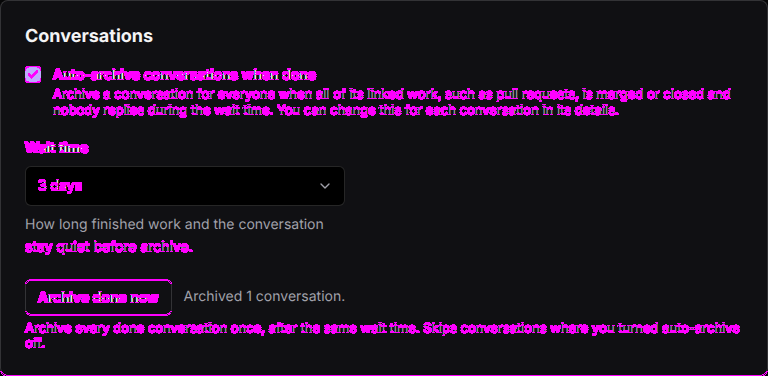 Conversations
Auto-archive conversations when done
Archive a conversation for everyone when all of its linked work, such as pull requests, is merged or closed and
nobody replies during the wait time. You can change this for each conversation in its details.
Wait time
3 days
How long finished work and the conversation
stay quiet before archive.
Archive done now
Archived 1 conversation.
Archive every done conversation once, after the same wait time. Skips conversations where you turned auto-archive
off.